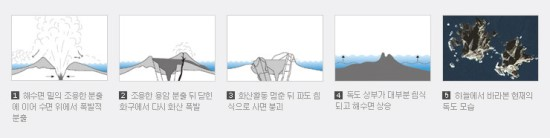 1 해수면 밑의 조용한 분출
에 이어 수면 위에서 폭발적
분출
2 조용한 용암 분출 뒤 닫힌
화구에서 다시 화산 폭발
3 화산활동 멈춘 뒤 파도 침
식으로 사면 붕괴
4 독도 상부가 대부분 침식
되고 해수면 상승
5 하늘에서 바라본 현재의
독도 모습